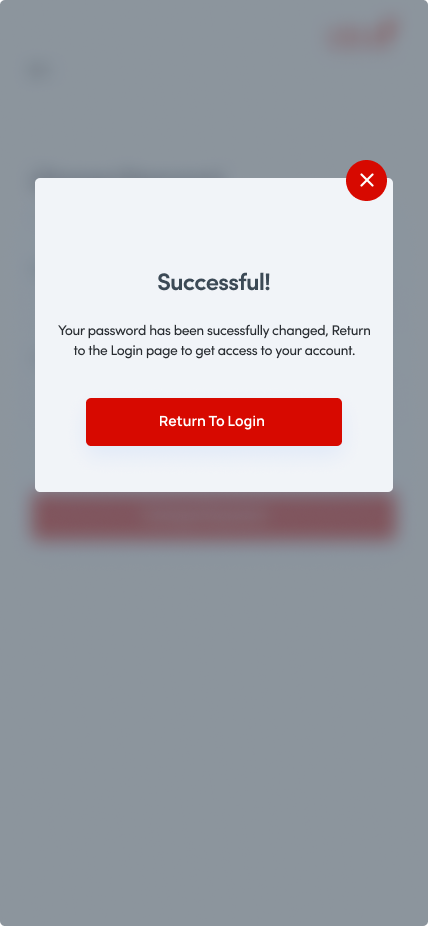 Successful!
Your password has been sucessfully changed, Return
to the Login page to get access to your account.
Return To Login